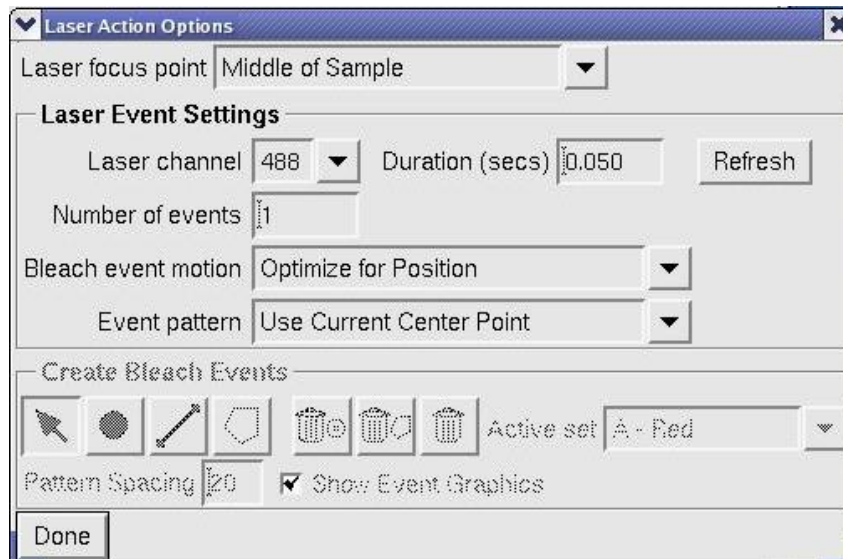 Laser Action Options
Laser focus point Middle of Sample
Laser Event Settings
Laser channel 488 Duration (secs) 0.050 Refresh
Number of events 1
Bleach event motion Optimize for Position
Event pattern Use Current Center Point
Create Bleach Events
Active set A - Red
Pattern Spacing 20 Show Event Graphics
Done